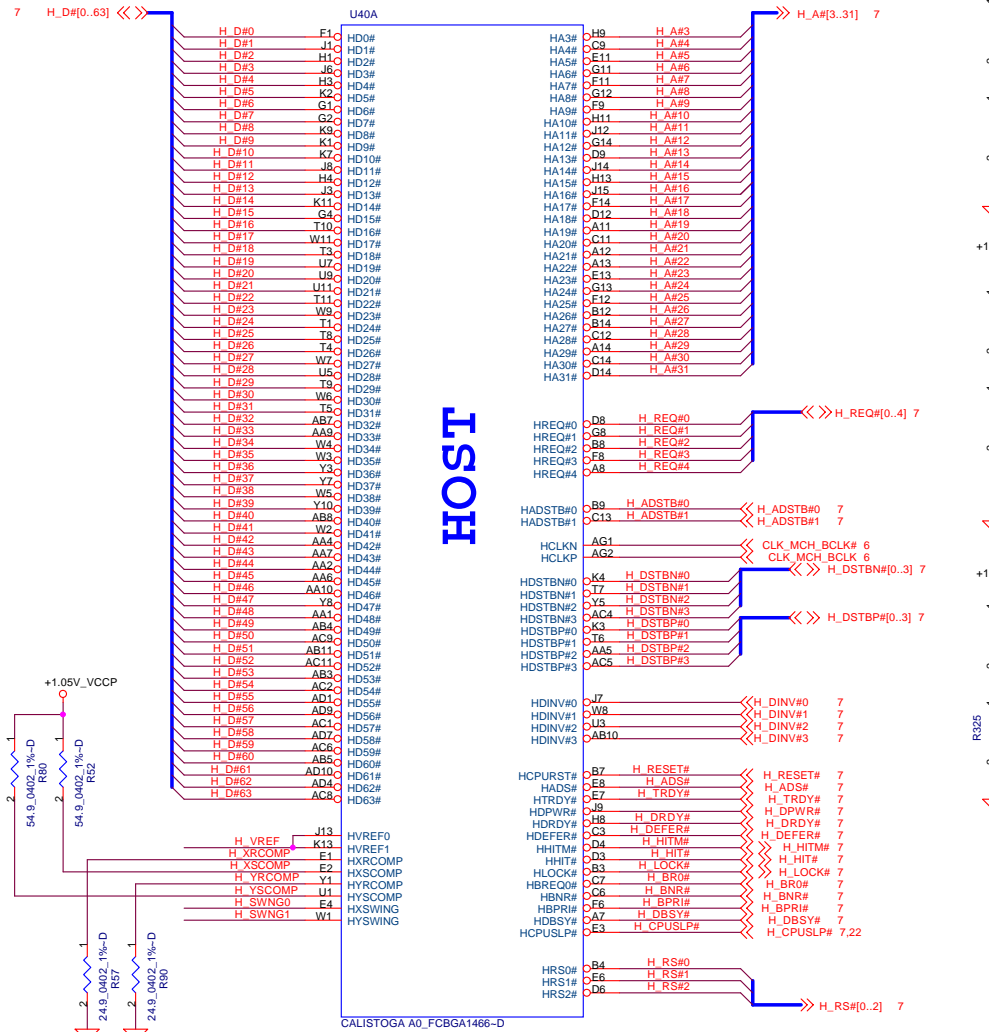 7 H_D#[0..63] U40A H_A#[3..31] 7
H_D#0 F1 HD0# HA3# H9 H_A#3
H_D#1 J1 HD1# HA4# C9 H_A#4
H_D#2 H1 HD2# HA5# E11 H_A#5
H_D#3 J6 HD3# HA6# G11 H_A#6
H_D#4 H3 HD4# HA7# F11 H_A#7
H_D#5 K2 HD5# HA8# G12 H_A#8
H_D#6 G1 HD6# HA9# F9 H_A#9
H_D#7 G2 HD7# HA10# H11 H_A#10
H_D#8 K9 HD8# HA11# J12 H_A#11
H_D#9 K1 HD9# HA12# G14 H_A#12
H_D#10 K7 HD10# HA13# D9 H_A#13
H_D#11 J8 HD11# HA14# J14 H_A#14
H_D#12 H4 HD12# HA15# H13 H_A#15
H_D#13 J3 HD13# HA16# J15 H_A#16
H_D#14 K11 HD14# HA17# F14 H_A#17
H_D#15 G4 HD15# HA18# D12 H_A#18
H_D#16 T10 HD16# HA19# A11 H_A#19
H_D#17 W11 HD17# HA20# C11 H_A#20
H_D#18 T3 HD18# HA21# A12 H_A#21
H_D#19 U7 HD19# HA22# A13 H_A#22
H_D#20 U9 HD20# HA23# E13 H_A#23
H_D#21 U11 HD21# HA24# G13 H_A#24
H_D#22 T11 HD22# HA25# F12 H_A#25
H_D#23 W9 HD23# HA26# B12 H_A#26
H_D#24 T1 HD24# HA27# B14 H_A#27
H_D#25 T8 HD25# HA28# C12 H_A#28
H_D#26 T4 HD26# HA29# A14 H_A#29
H_D#27 W7 HD27# HA30# C14 H_A#30
H_D#28 U5 HD28# HA31# D14 H_A#31
H_D#29 T9 HD29#
H_D#30 W6 HD30#
H_D#31 T5 HD31#
H_D#32 AB7 HD32# HREQ#0 D8 H_REQ#0 H_REQ#[0..4] 7
H_D#33 AA9 HD33# HREQ#1 G8 H_REQ#1
H_D#34 W4 HD34# HREQ#2 B8 H_REQ#2
H_D#35 W3 HD35# HREQ#3 F8 H_REQ#3
H_D#36 Y3 HD36# HREQ#4 A8 H_REQ#4
H_D#37 Y7 HD37#
H_D#38 W5 HD38#
H_D#39 Y10 HD39# HADSTB#0 B9 H_ADSTB#0 H_ADSTB#0 7
H_D#40 AB8 HD40# HADSTB#1 C13 H_ADSTB#1 H_ADSTB#1 7
H_D#41 W2 HD41#
H_D#42 AA4 HD42# HCLKN AG1 CLK_MCH_BCLK# 6
H_D#43 AA7 HD43# HCLKP AG2 CLK_MCH_BCLK 6
H_D#44 AA2 HD44# H_DSTBN#[0..3] 7
H_D#45 AA6 HD45# HDSTBN#0 K4 H_DSTBN#0
H_D#46 AA10 HD46# HDSTBN#1 T7 H_DSTBN#1
H_D#47 Y8 HD47# HDSTBN#2 Y5 H_DSTBN#2
H_D#48 AA1 HD48# HDSTBN#3 AC4 H_DSTBN#3
H_D#49 AB4 HD49# HDSTBP#0 K3 H_DSTBP#0 H_DSTBP#[0..3] 7
H_D#50 AC9 HD50# HDSTBP#1 T6 H_DSTBP#1
H_D#51 AB11 HD51# HDSTBP#2 AA5 H_DSTBP#2
H_D#52 AC11 HD52# HDSTBP#3 AC5 H_DSTBP#3
H_D#53 AB3 HD53#
H_D#54 AC2 HD54#
H_D#55 AD1 HD55# HDINV#0 J7 H_DINV#0 7
H_D#56 AD9 HD56# HDINV#1 W8 H_DINV#1 7
H_D#57 AC1 HD57# HDINV#2 U3 H_DINV#2 7
H_D#58 AD7 HD58# HDINV#3 AB10 H_DINV#3 7
H_D#59 AC6 HD59#
H_D#60 AB5 HD60#
H_D#61 AD10 HD61# HCPURST# B7 H_RESET# H_RESET# 7
H_D#62 AD4 HD62# HADS# E8 H_ADS# H_ADS# 7
H_D#63 AC8 HD63# HTRDY# E7 H_TRDY# H_TRDY# 7
HDPWR# J9 H_DPWR# 7
HDRDY# H8 H_DRDY# H_DRDY# 7
H_VREF J13 HVREF0 HDEFER# C3 H_DEFER# H_DEFER# 7
K13 HVREF1 HHITM# D4 H_HITM# H_HITM# 7
H_XRCOMP E1 HXRCOMP HHIT# D3 H_HIT# H_HIT# 7
H_XSCOMP E2 HXSCOMP HLOCK# B3 H_LOCK# H_LOCK# 7
H_YRCOMP Y1 HYRCOMP HBREQ0# C7 H_BR0# H_BR0# 7
H_YSCOMP U1 HYSCOMP HBNR# C6 H_BNR# H_BNR# 7
H_SWNG0 E4 HXSWING HBPRI# F6 H_BPRI# H_BPRI# 7
H_SWNG1 W1 HYSWING HDBSY# A7 H_DBSY# H_DBSY# 7
HCPUSLP# E3 H_CPUSLP# H_CPUSLP# 7,22
HRS0# B4 H_RS#0
HRS1# E6 H_RS#1
HRS2# D6 H_RS#2
H_RS#[0..2] 7
HOST
+1.05V_VCCP
1 2 54.9_0402_1%~D R80
1 2 54.9_0402_1%~D R52
1 2 24.9_0402_1%~D R57
1 2 24.9_0402_1%~D R90
CALISTOGA A0_FCBGA1466~D
+1
+1
R325